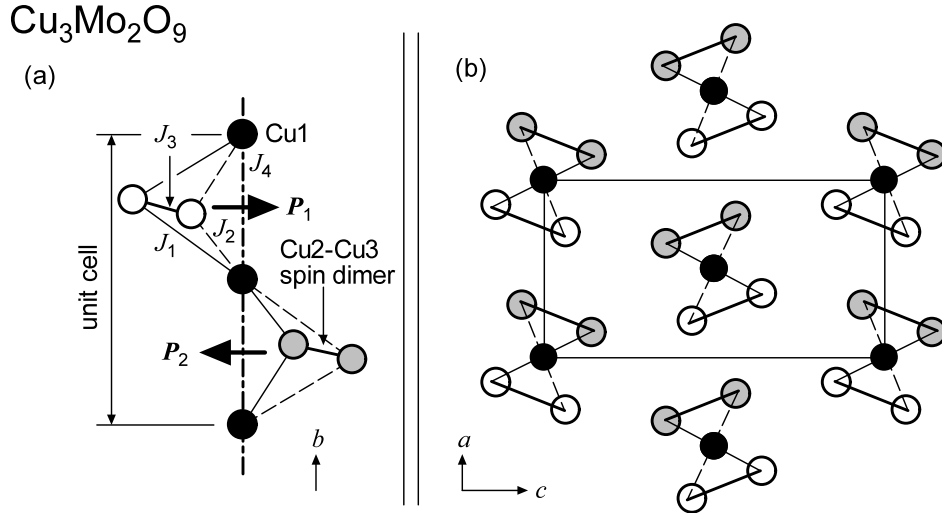 Cu₃Mo₂O₉
(a)
(b)
J₃
Cu1
J₄
P₁
J₁
J₂
Cu2-Cu3
spin dimer
unit cell
P₂
b
a
c